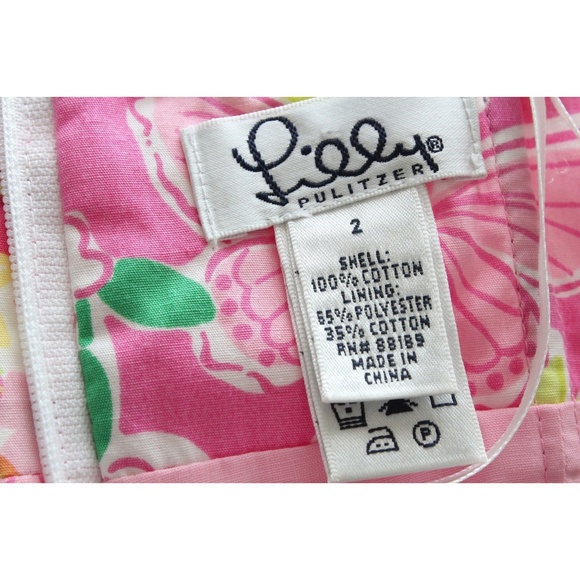 Lilly®
PULITZER
2
SHELL:
100% COTTON
LINING:
65% POLYESTER
35% COTTON
RN# 88189
MADE IN
CHINA
P